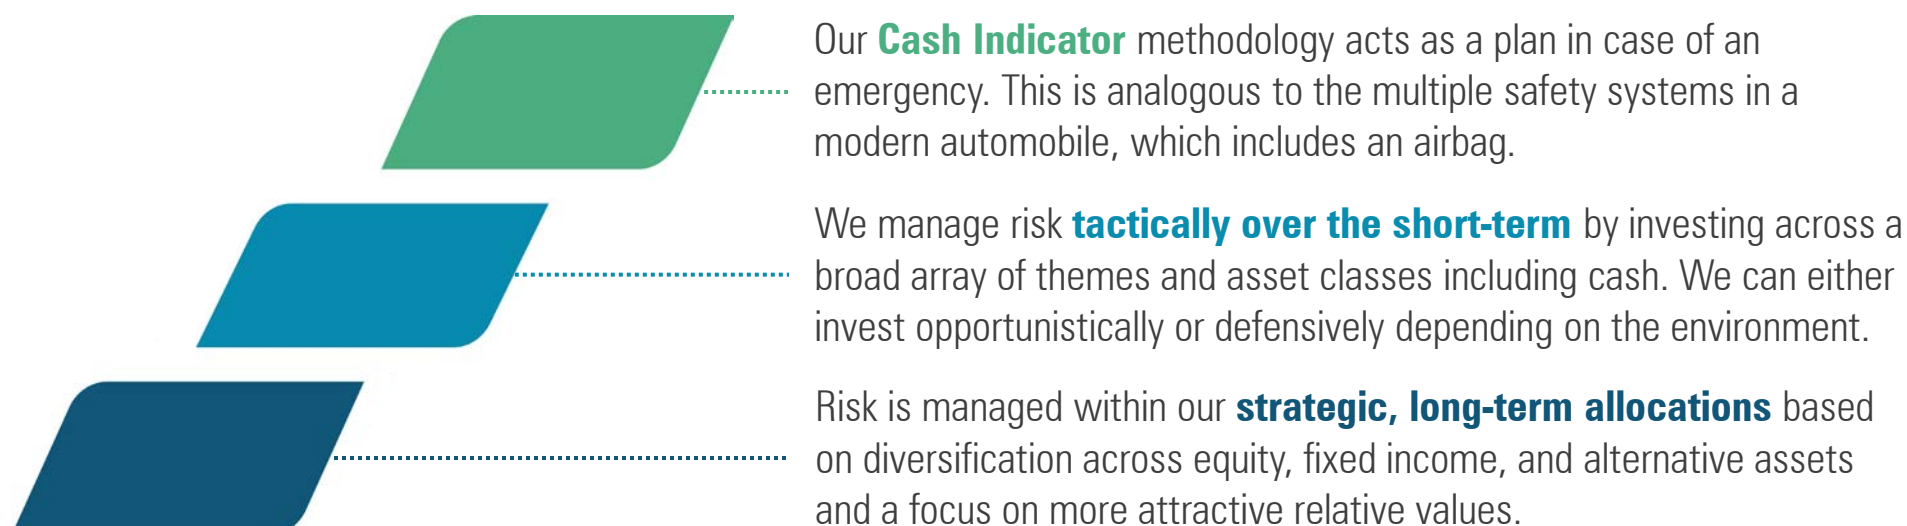 Our Cash Indicator methodology acts as a plan in case of an
emergency. This is analogous to the multiple safety systems in a
modern automobile, which includes an airbag.
We manage risk tactically over the short-term by investing across a
broad array of themes and asset classes including cash. We can either
invest opportunistically or defensively depending on the environment.
Risk is managed within our strategic, long-term allocations based
on diversification across equity, fixed income, and alternative assets
and a focus on more attractive relative values.